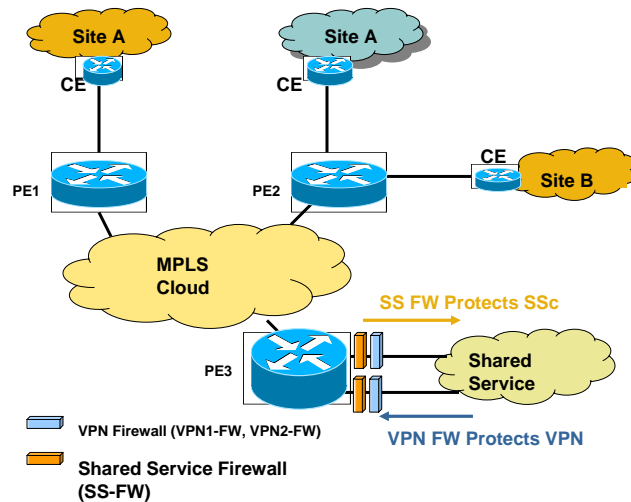 Site A
Site A
CE
CE
CE
PE1
PE2
Site B
MPLS
Cloud
SS FW Protects SSc
PE3
Shared
Service
VPN Firewall (VPN1-FW, VPN2-FW)
VPN FW Protects VPN
Shared Service Firewall
(SS-FW)